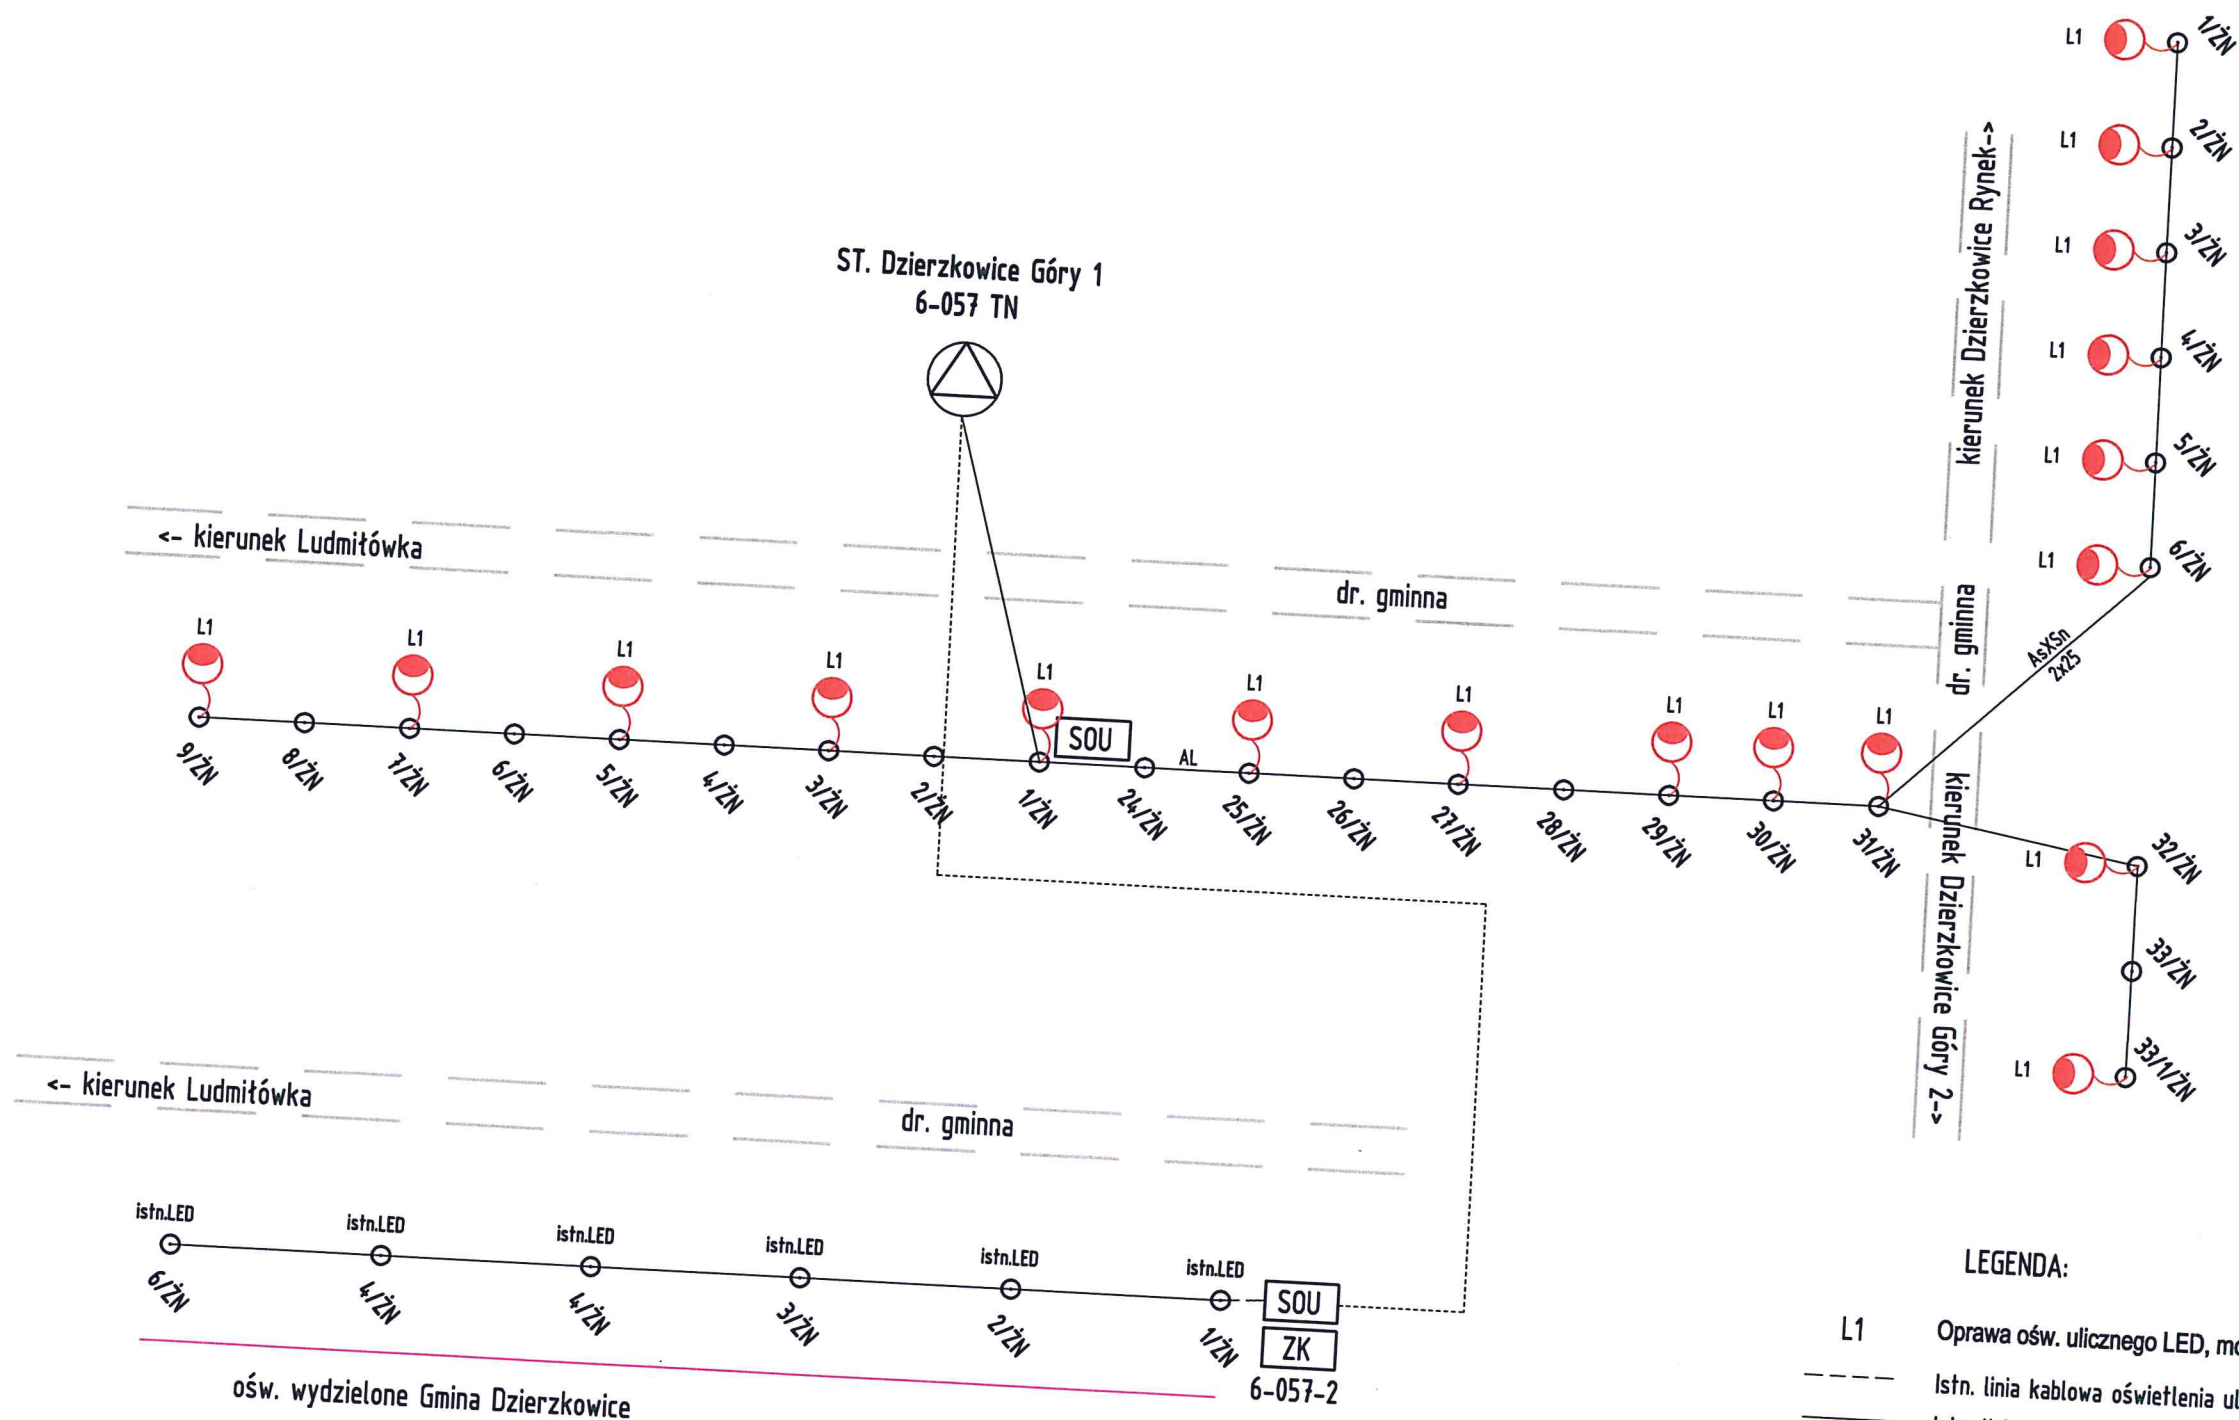 L1
1/ŻN
L1
2/ŻN
L1
3/ŻN
L1
4/ŻN
L1
5/ŻN
L1
6/ŻN
kierunek Dzierzkowice Rynek->
dr. gminna
kierunek Dzierzkowice Góry 2->
AsXSn
2x25
ST. Dzierzkowice Góry 1
6-057 TN
<- kierunek Ludmiłówka
dr. gminna
L1
L1
L1
L1
L1
L1
L1
L1
L1
L1
SOU
AL
9/ŻN
8/ŻN
7/ŻN
6/ŻN
5/ŻN
4/ŻN
3/ŻN
2/ŻN
1/ŻN
24/ŻN
25/ŻN
26/ŻN
27/ŻN
28/ŻN
29/ŻN
30/ŻN
31/ŻN
L1
32/ŻN
33/ŻN
L1
33/1/ŻN
<- kierunek Ludmiłówka
dr. gminna
istn.LED
istn.LED
istn.LED
istn.LED
istn.LED
istn.LED
6/ŻN
4/ŻN
4/ŻN
3/ŻN
2/ŻN
1/ŻN
SOU
ZK
6-057-2
ośw. wydzielone Gmina Dzierzkowice
LEGENDA:
L1 Oprawa ośw. ulicznego LED,
Istn. linia kablowa oświetlenia